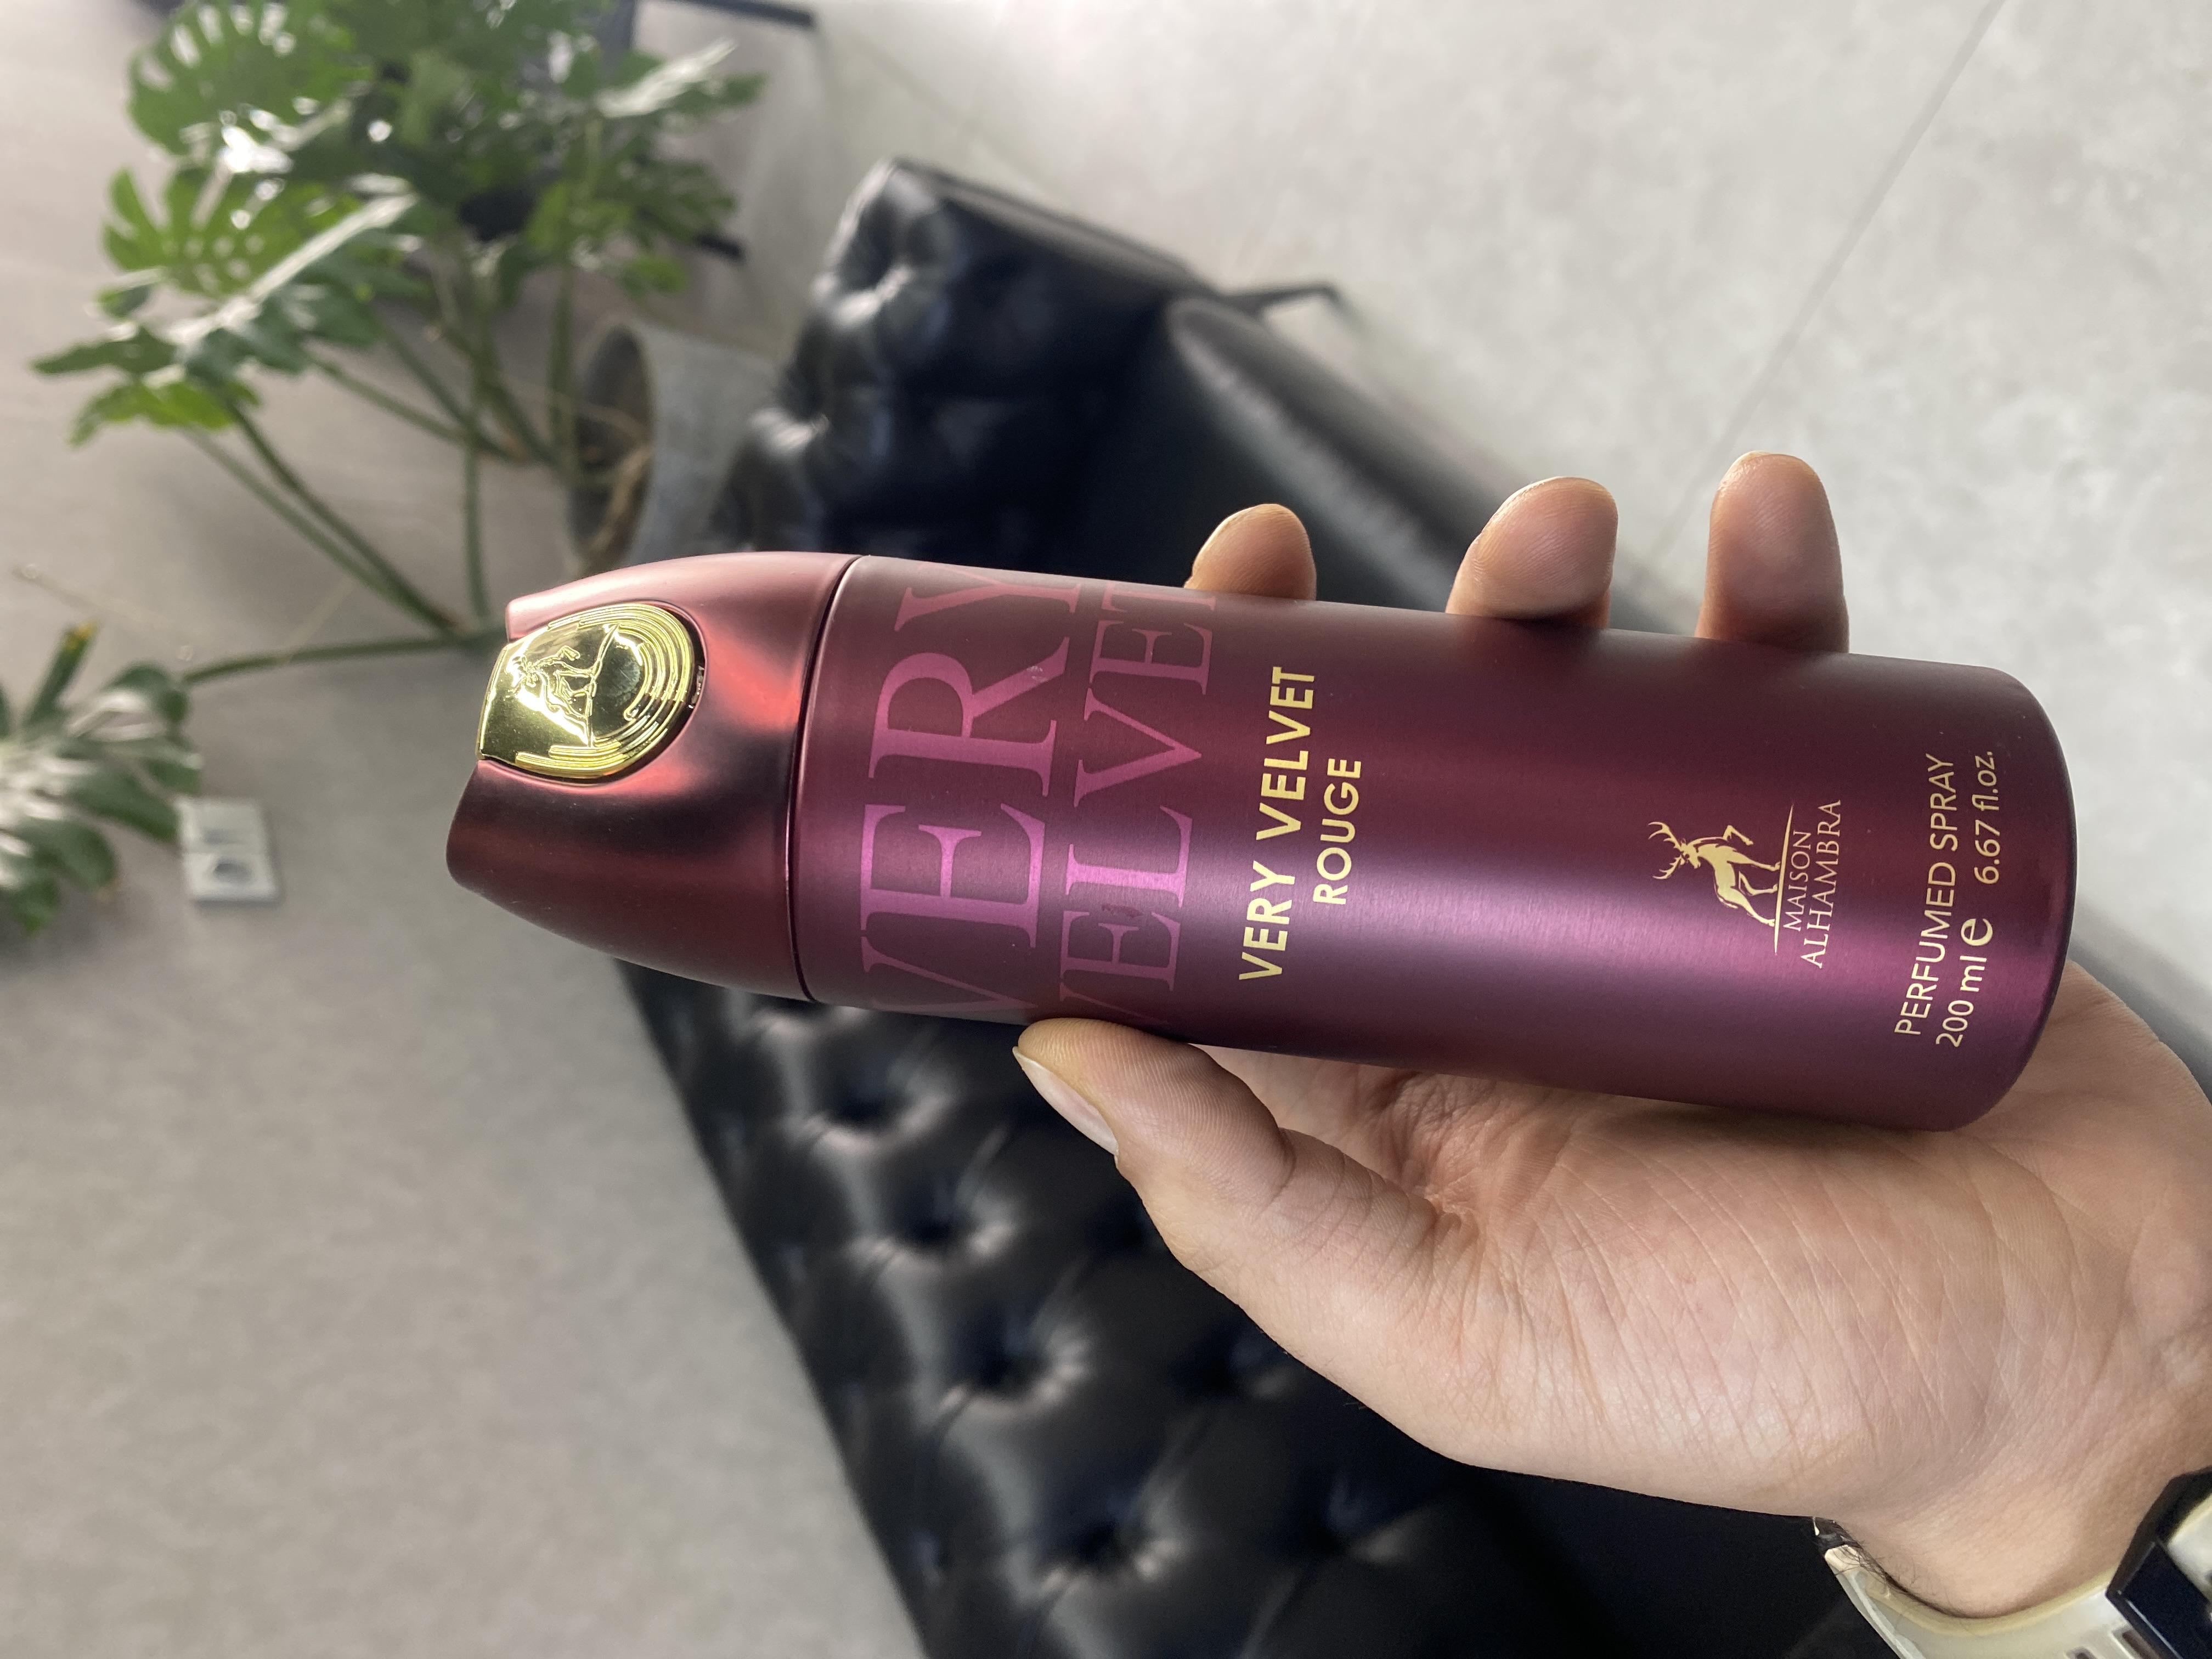 VERY
VELVET
VERY VELVET
ROUGE
MAISON
ALHAMBRA
PERFUMED SPRAY
200 ml e 6.67 fl.oz.